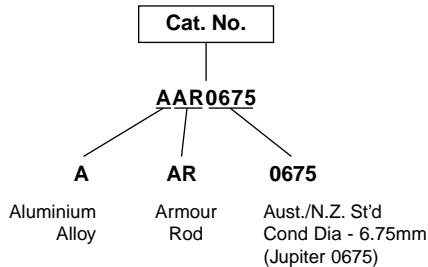 Cat. No.
AAR0675
A AR 0675
Aluminium Armour Aust./N.Z. St'd
Alloy Rod Cond Dia - 6.75mm
(Jupiter 0675)